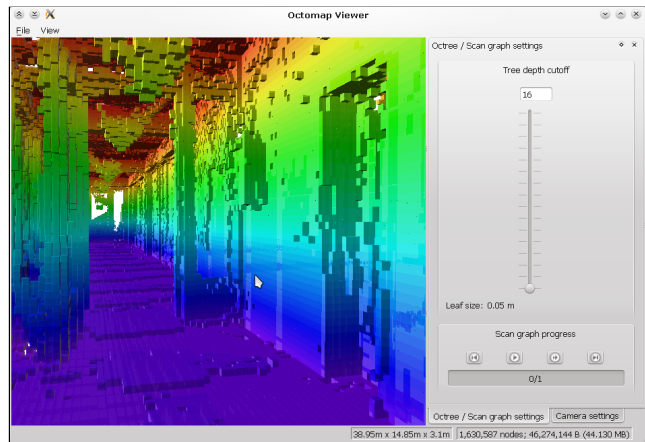 Octomap Viewer
File View
Octree / Scan graph settings
Tree depth cutoff
16
Leaf size: 0.05 m
Scan graph progress
0/1
Octree / Scan graph settings Camera settings
38.95m x 14.85m x 3.1m 1,630,587 nodes; 46,274,144 B (44.130 MB)